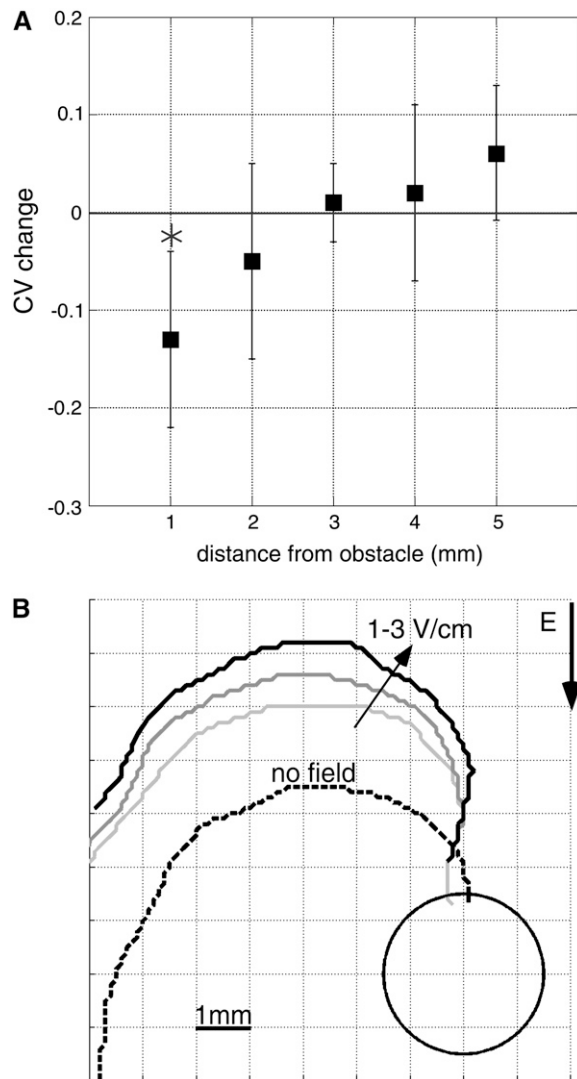 A
0.2
0.1
0
-0.1
-0.2
-0.3
CV change
*
1 2 3 4 5
distance from obstacle (mm)
B
1-3 V/cm
E
no field
1mm